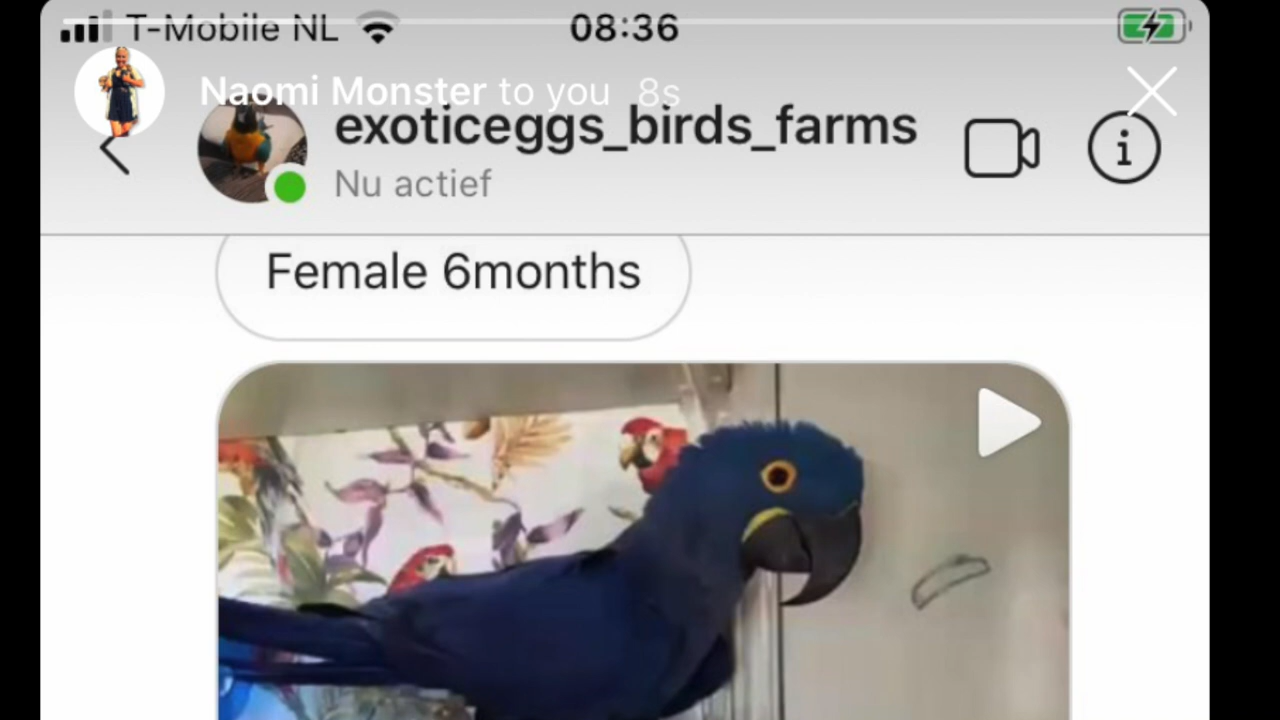 T-Mobile NL 08:36
Naomi Monster to you 8s
exoticeggs_birds_farms
Nu actief
Female 6months